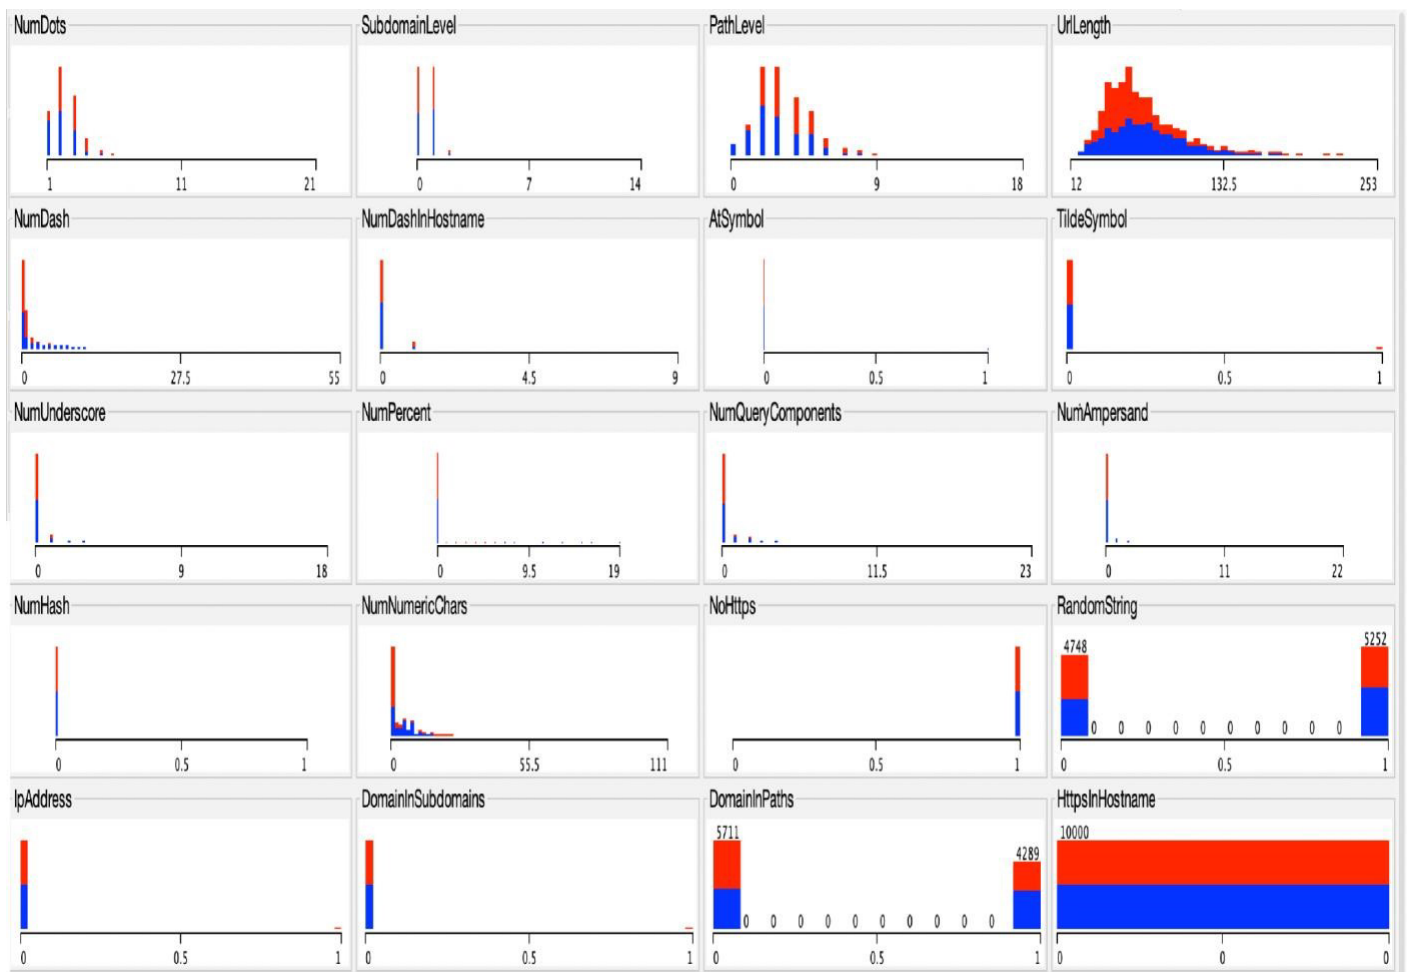 NumDots SubdomainLevel PathLevel UrlLength
1 11 21 0 7 14 0 9 18 12 132.5 253
NumDash NumDashInHostname AtSymbol TildeSymbol
0 27.5 55 0 4.5 9 0 0.5 1 0 0.5 1
NumUnderscore NumPercent NumQueryComponents NumAmpersand
0 9 18 0 9.5 19 0 11.5 23 0 11 22
NumHash NumNumericChars NoHttps RandomString
4748 5252
0 0 0 0 0 0 0 0 0 0
0 0.5 1 0 55.5 111 0 0.5 1 0 0.5 1
IpAddress DomainInSubdomains DomainInPaths HttpsInHostname
5711 4289 10000
0 0 0 0 0 0 0 0 0 0
0 0.5 1 0 0.5 1 0 0.5 1 0 0 0